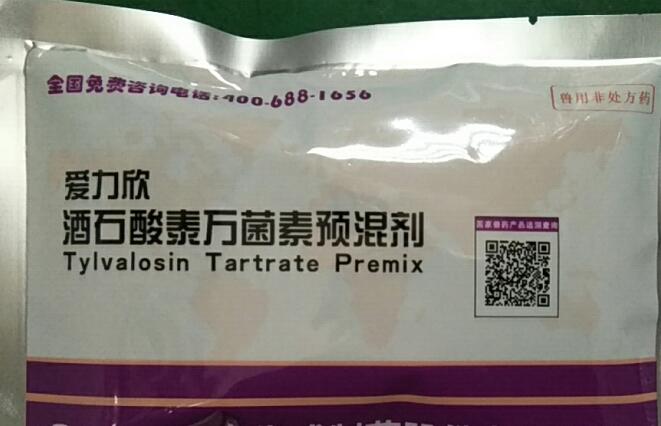 全国免费咨询电话:400-688-1656
兽用非处方药
爱力欣
酒石酸泰万菌素预混剂
Tylvalosin Tartrate Premix
国家兽药产品追溯查询